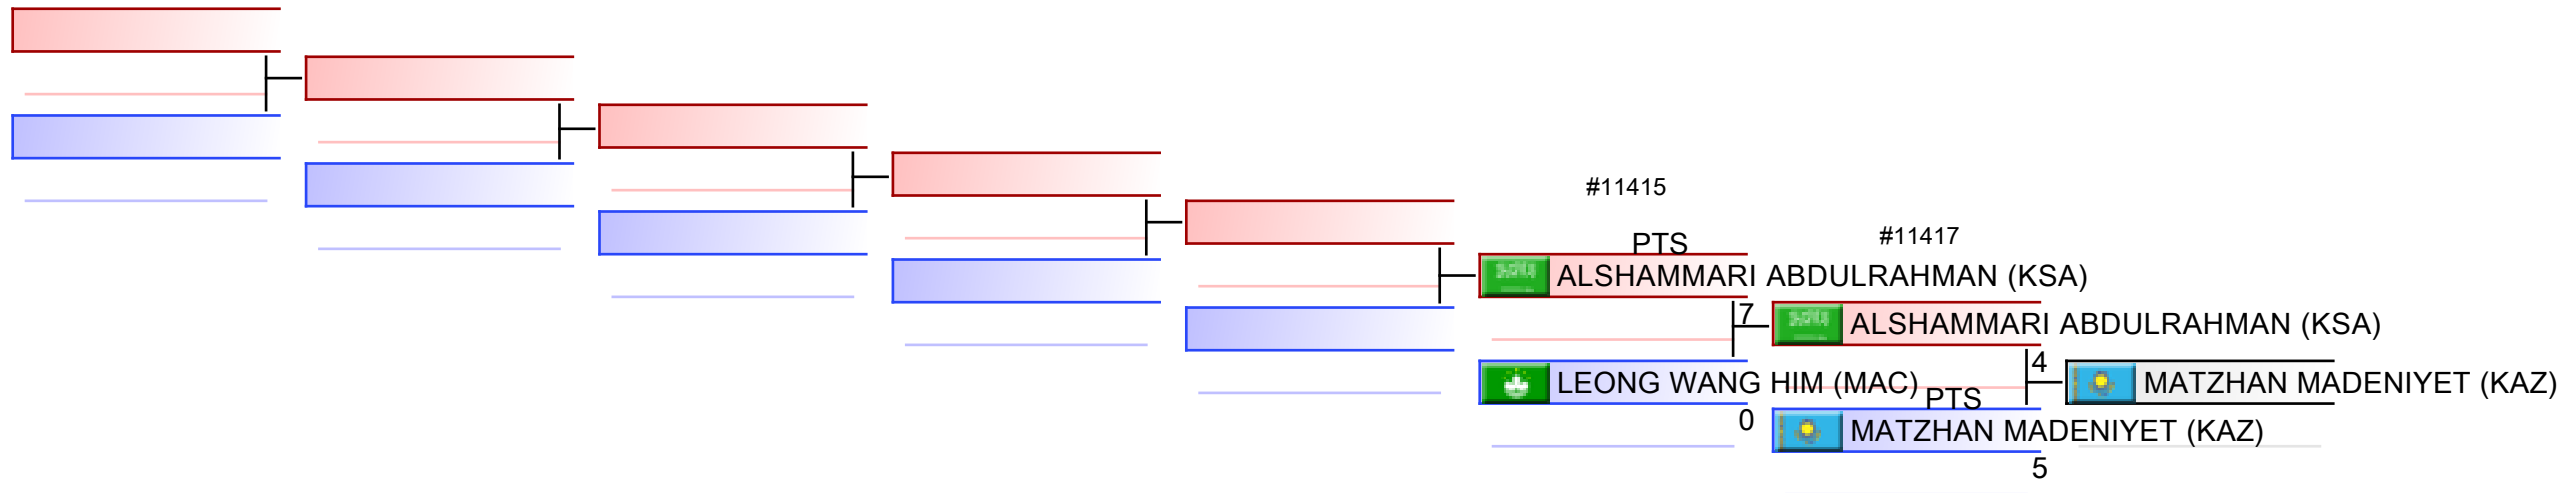 #11415
PTS
#11417
ALSHAMMARI ABDULRAHMAN (KSA)
7
ALSHAMMARI ABDULRAHMAN (KSA)
4
LEONG WANG HIM (MAC)
MATZHAN MADENIYET (KAZ)
PTS
0
MATZHAN MADENIYET (KAZ)
5